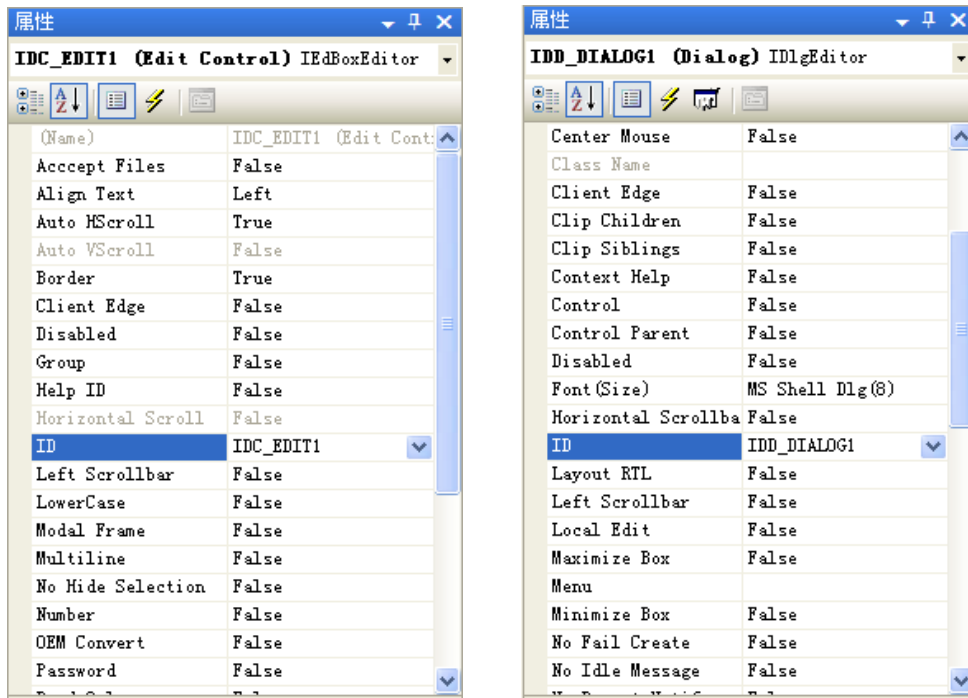 属性
IDC_EDIT1 (Edit Control) IEdBoxEditor
(Name) IDC_EDIT1 (Edit Cont
Acccept Files False
Align Text Left
Auto HScroll True
Auto VScroll False
Border True
Client Edge False
Disabled False
Group False
Help ID False
Horizontal Scroll False
ID IDC_EDIT1
Left Scrollbar False
LowerCase False
Modal Frame False
Multiline False
No Hide Selection False
Number False
OEM Convert False
Password False
属性
IDD_DIALOG1 (Dialog) IDlgEditor
Center Mouse False
Class Name
Client Edge False
Clip Children False
Clip Siblings False
Context Help False
Control False
Control Parent False
Disabled False
Font(Size) MS Shell Dlg(8)
Horizontal Scrollba False
ID IDD_DIALOG1
Layout RTL False
Left Scrollbar False
Local Edit False
Maximize Box False
Menu
Minimize Box False
No Fail Create False
No Idle Message False